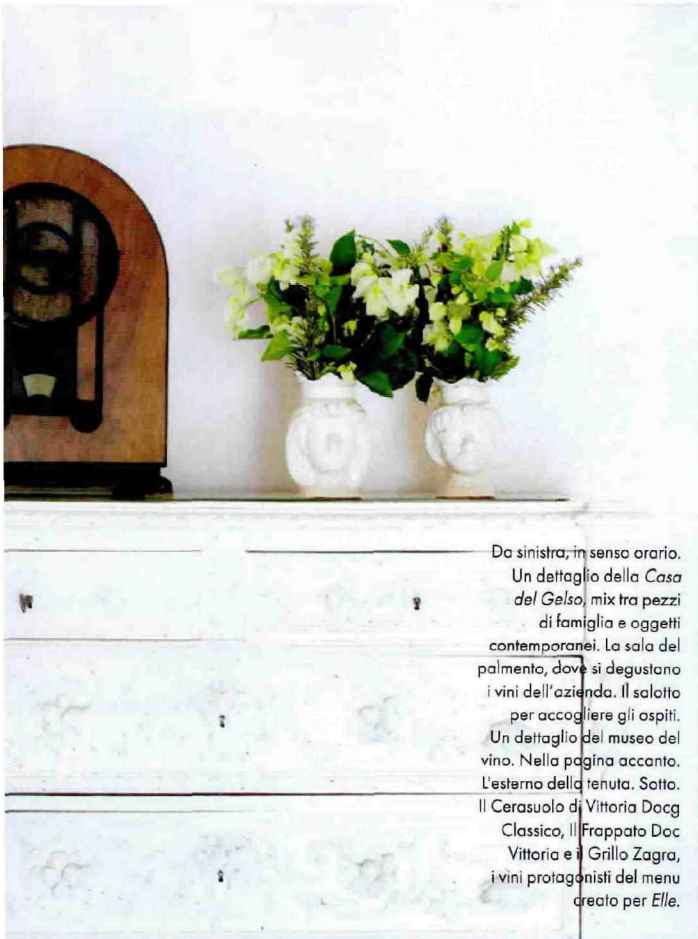 Da sinistra, in senso orario.
Un dettaglio della Casa
del Gelso, mix tra pezzi
di famiglia e oggetti
contemporanei. La sala del
palmento, dove si degustano
i vini dell'azienda. Il salotto
per accogliere gli ospiti.
Un dettaglio del museo del
vino. Nella pagina accanto.
L'esterno della tenuta. Sotto.
Il Cerasuolo di Vittoria Docg
Classico, Il Frappato Doc
Vittoria e il Grillo Zagra,
i vini protagonisti del menu
creato per Elle.